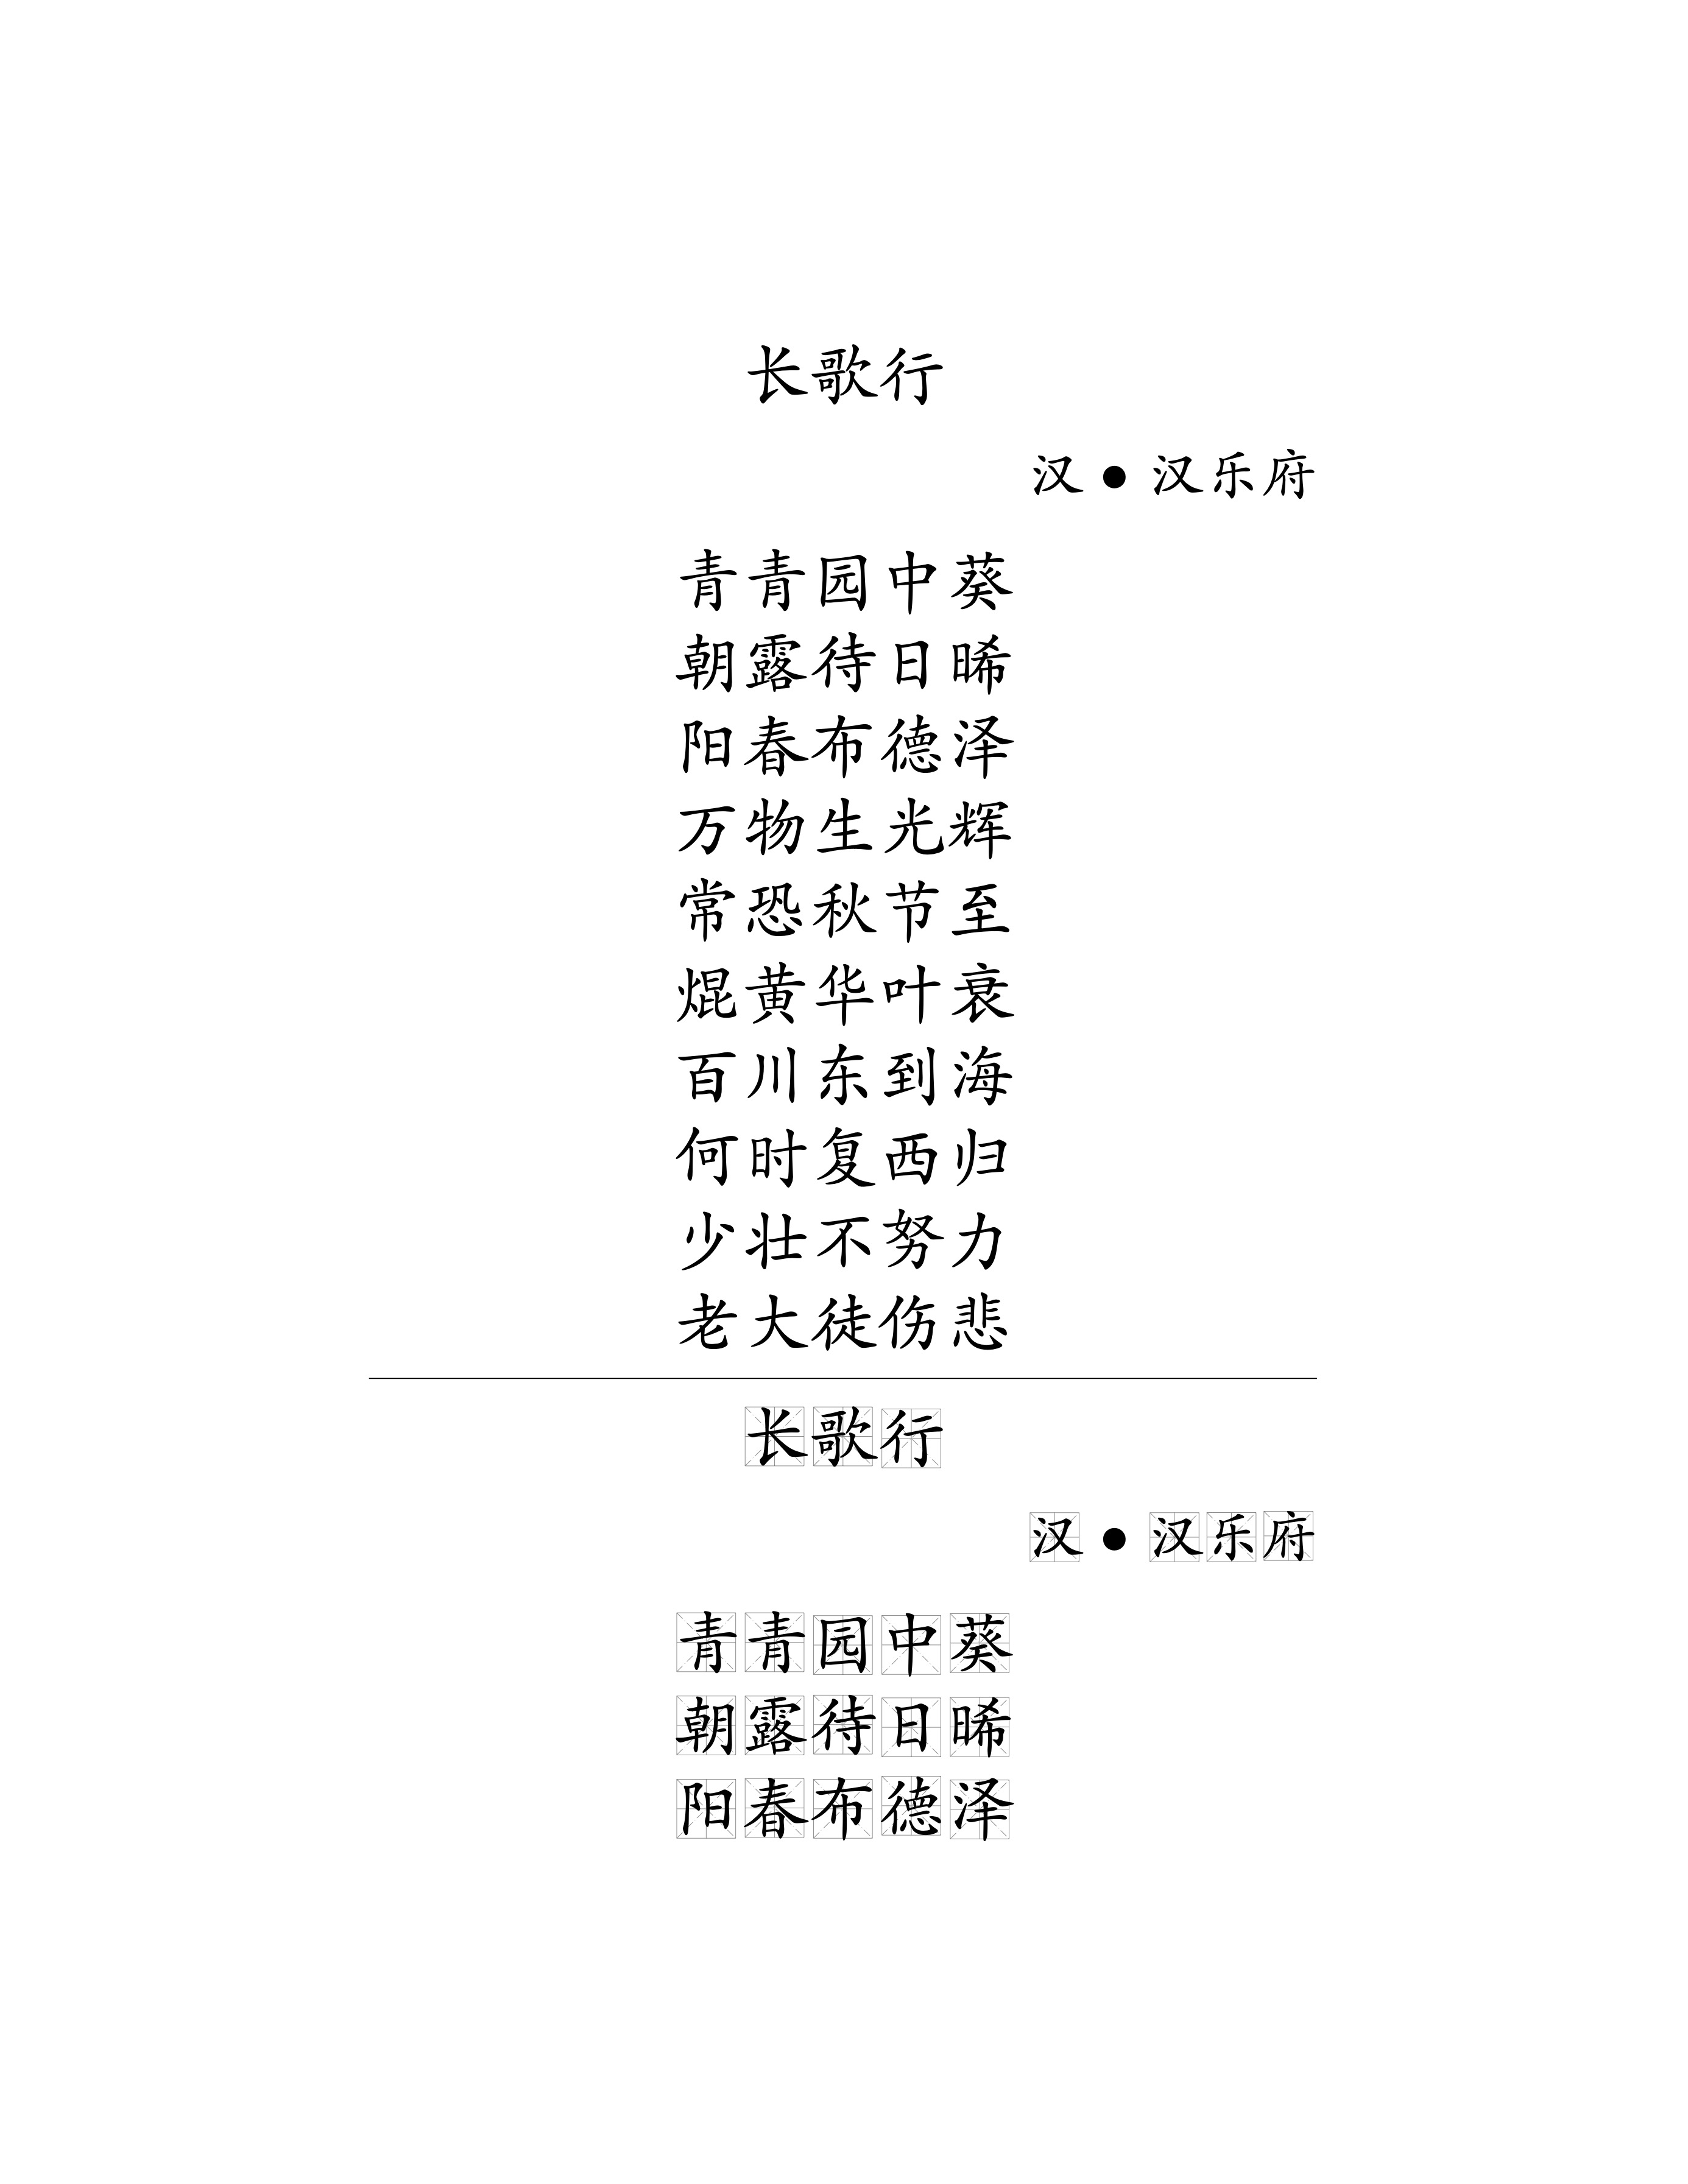 长歌行
汉 ● 汉乐府
青青园中葵
朝露待日晞
阳春布德泽
万物生光辉
常恐秋节至
焜黄华叶衰
百川东到海
何时复西归
少壮不努力
老大徒伤悲
长歌行
汉 ● 汉乐府
青青园中葵
朝露待日晞
阳春布德泽